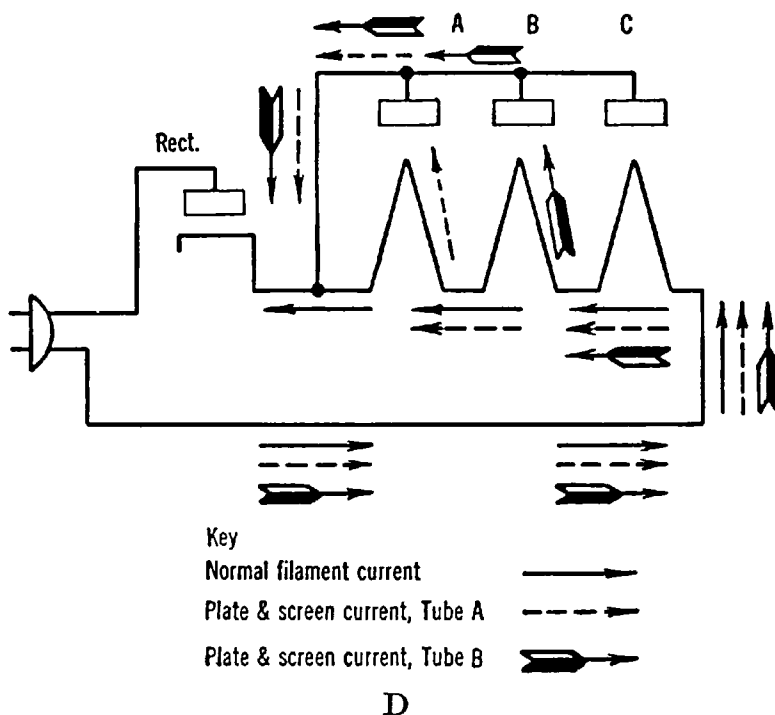 A B C
Rect.
Key
Normal filament current
Plate & screen current, Tube A
Plate & screen current, Tube B
D